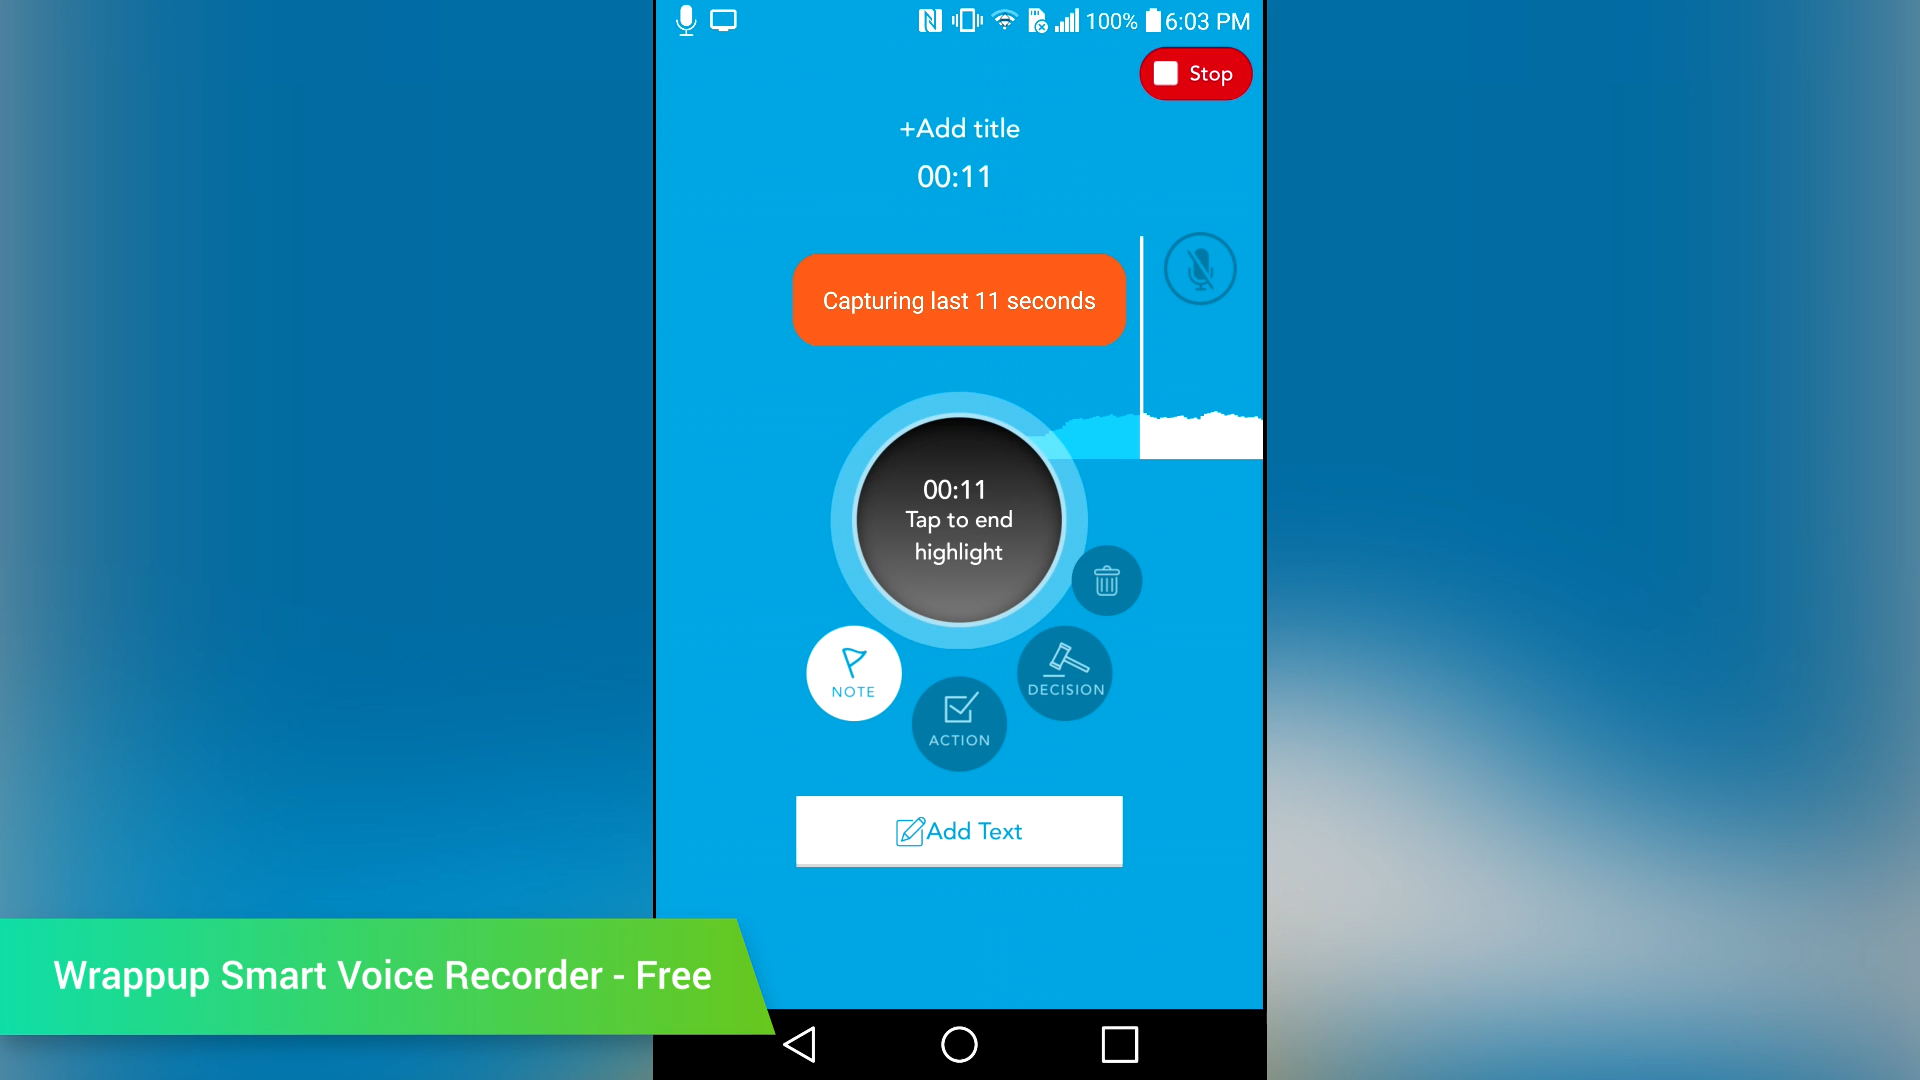 100% 6:03 PM
Stop
+Add title
00:11
Capturing last 11 seconds
00:11
Tap to end
highlight
NOTE
DECISION
ACTION
Add Text
Wrappup Smart Voice Recorder - Free